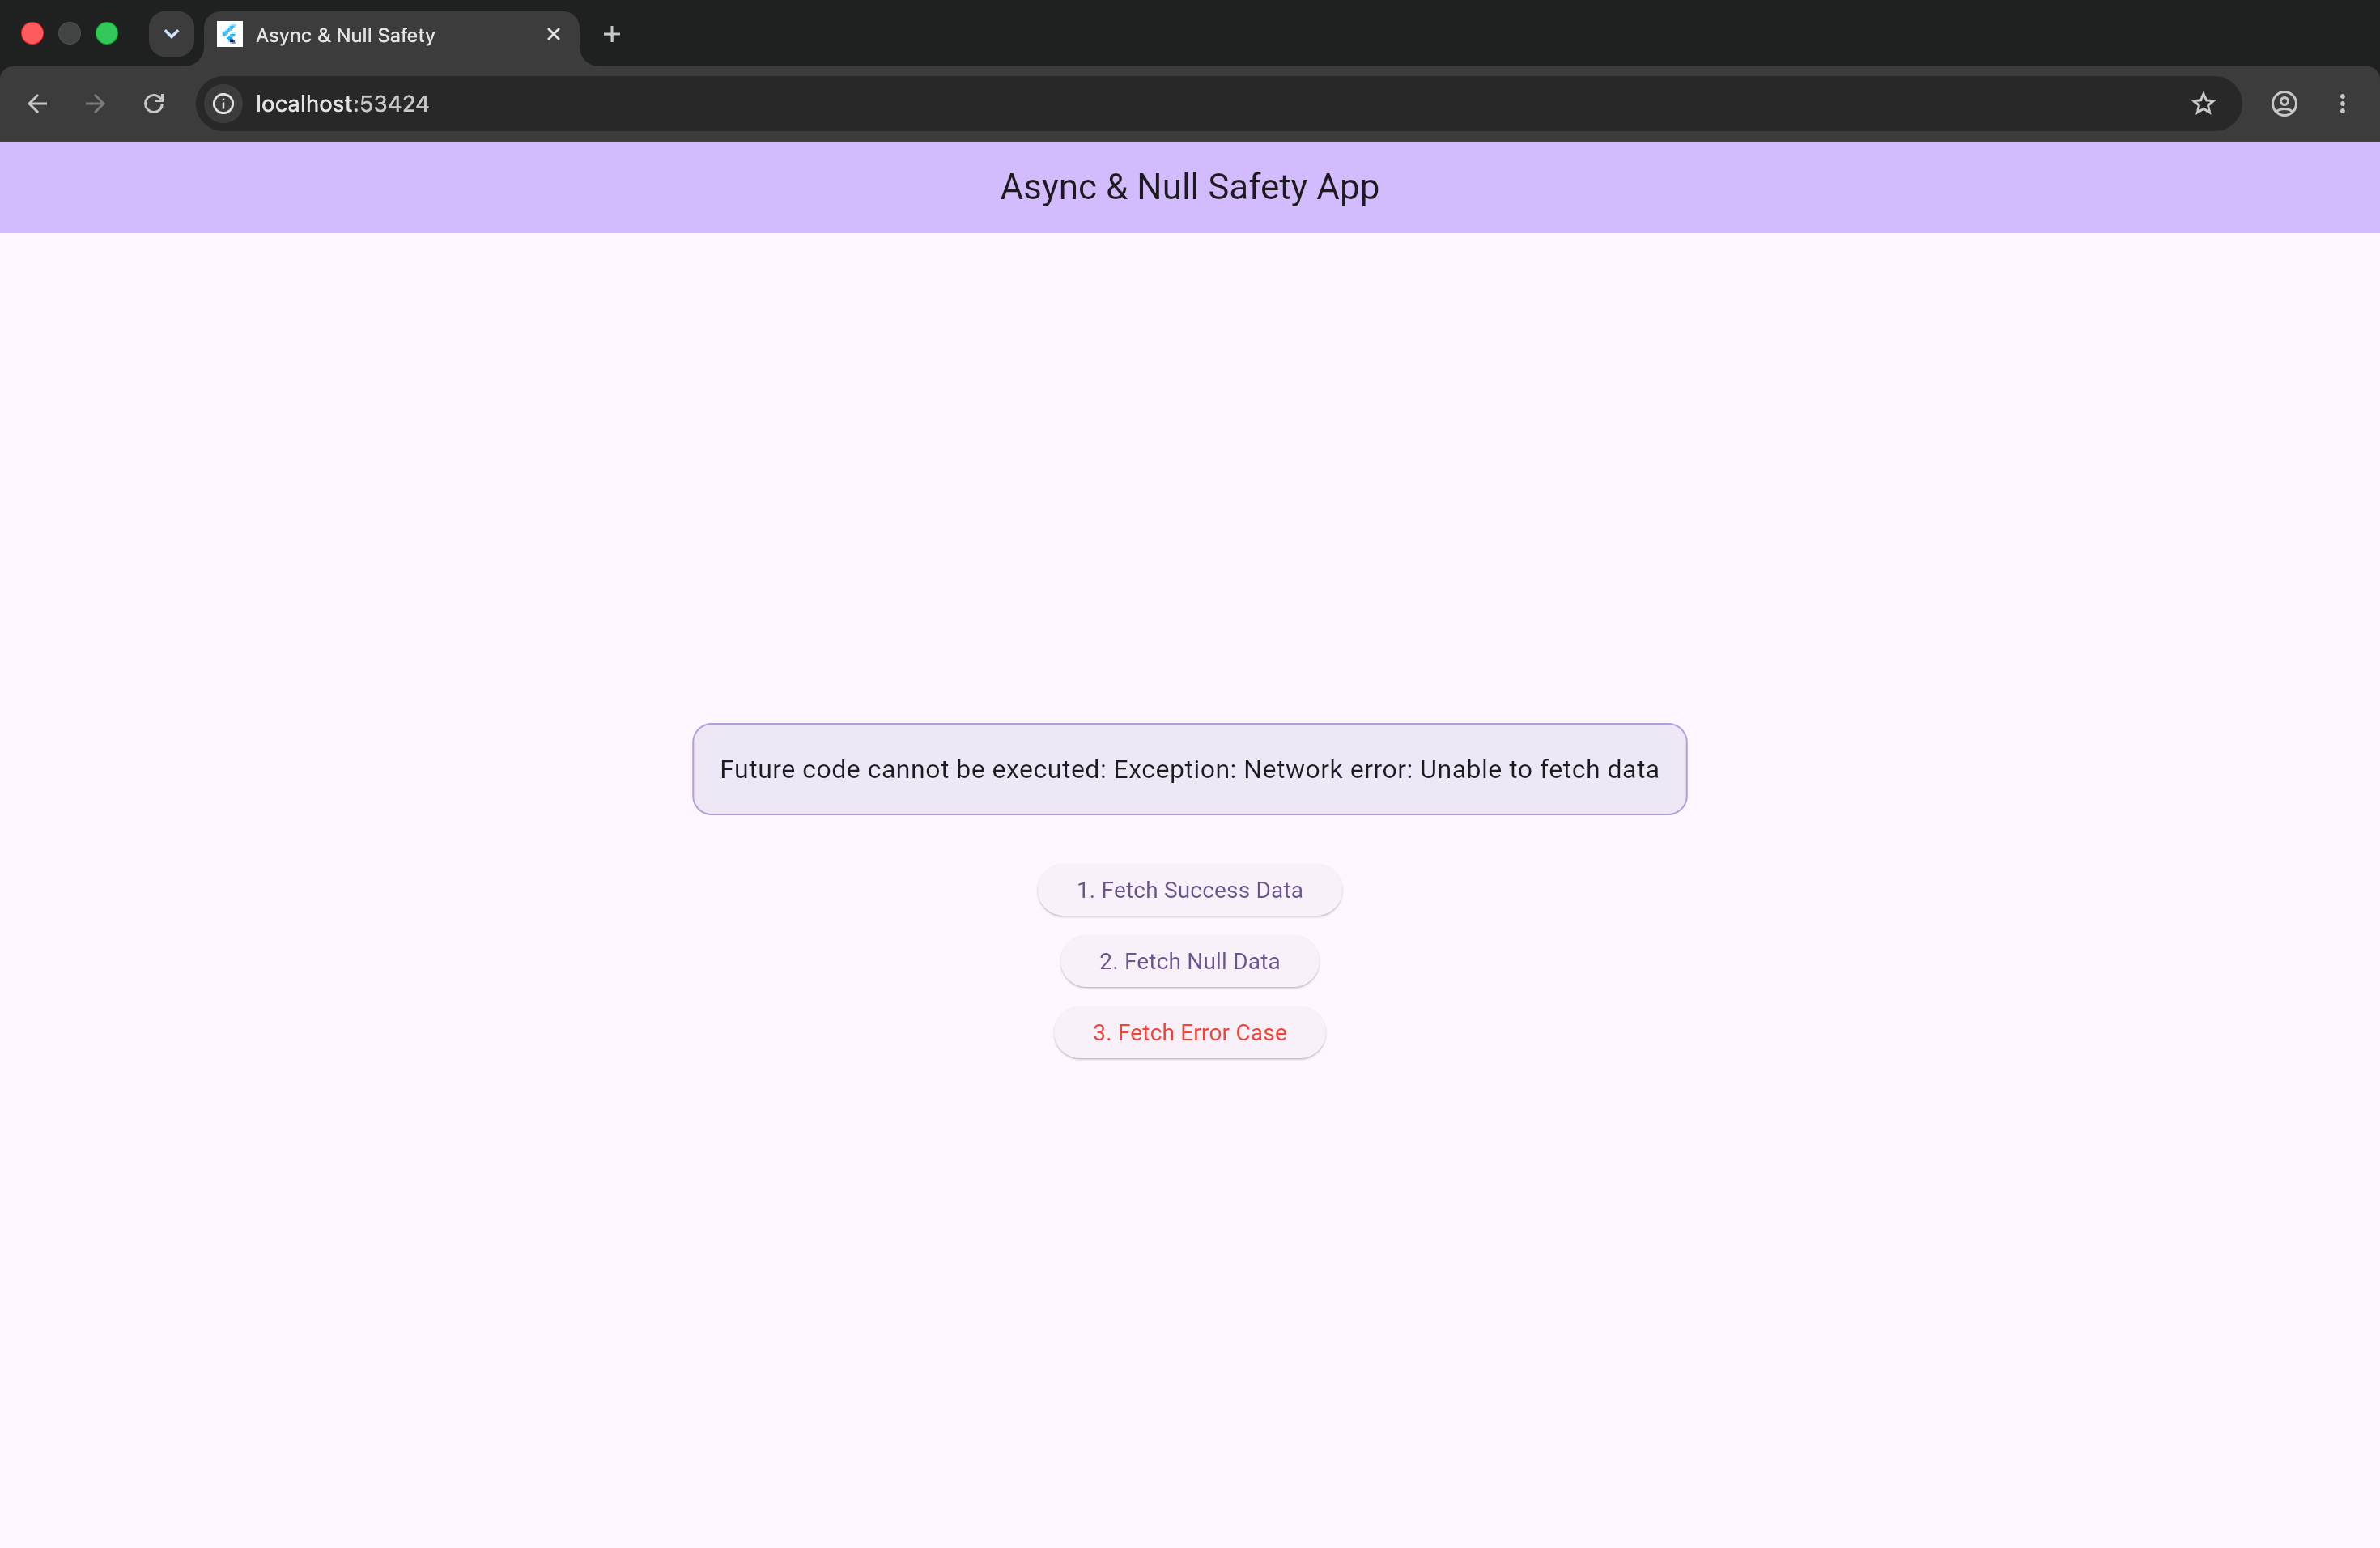 Async & Null Safety
localhost:53424
Async & Null Safety App
Future code cannot be executed: Exception: Network error: Unable to fetch data
1. Fetch Success Data
2. Fetch Null Data
3. Fetch Error Case